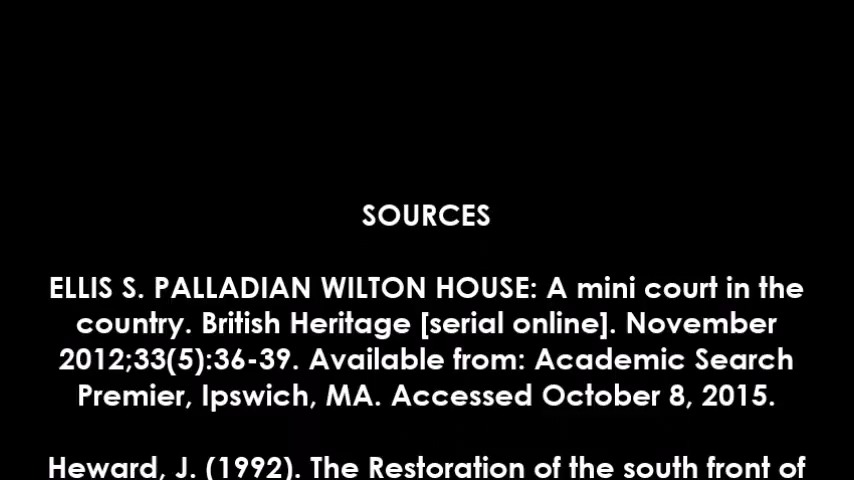 SOURCES
ELLIS S. PALLADIAN WILTON HOUSE: A mini court in the
country. British Heritage [serial online]. November
2012;33(5):36-39. Available from: Academic Search
Premier, Ipswich, MA. Accessed October 8, 2015.
Heward, J. (1992). The Restoration of the south front of